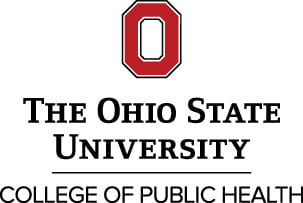 THE OHIO STATE
UNIVERSITY
COLLEGE OF PUBLIC HEALTH